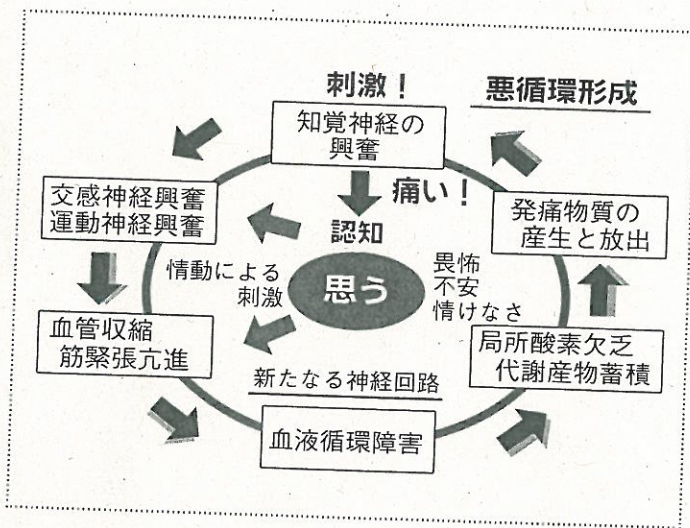 刺激！
悪循環形成
知覚神経の
興奮
痛い！
交感神経興奮
運動神経興奮
発痛物質の
産生と放出
認知
情動による
刺激
思う
畏怖
不安
情けなさ
血管収縮
筋緊張亢進
局所酸素欠乏
代謝産物蓄積
新たなる神経回路
血液循環障害